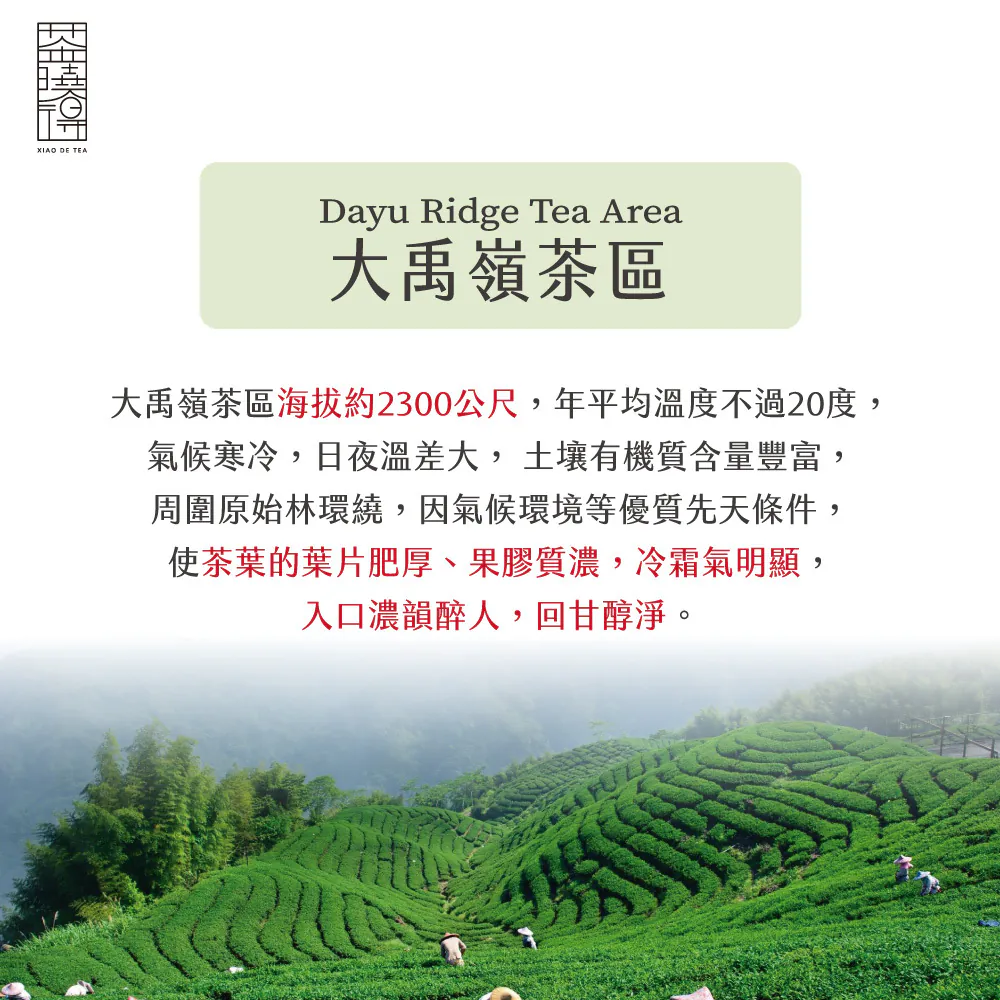 茶曉得
XIAO DE TEA
Dayu Ridge Tea Area
大禹嶺茶區
大禹嶺茶區海拔約2300公尺，年平均溫度不過20度，
氣候寒冷，日夜溫差大， 土壤有機質含量豐富，
周圍原始林環繞，因氣候環境等優質先天條件，
使茶葉的葉片肥厚、果膠質濃，冷霜氣明顯，
入口濃韻醉人，回甘醇淨。